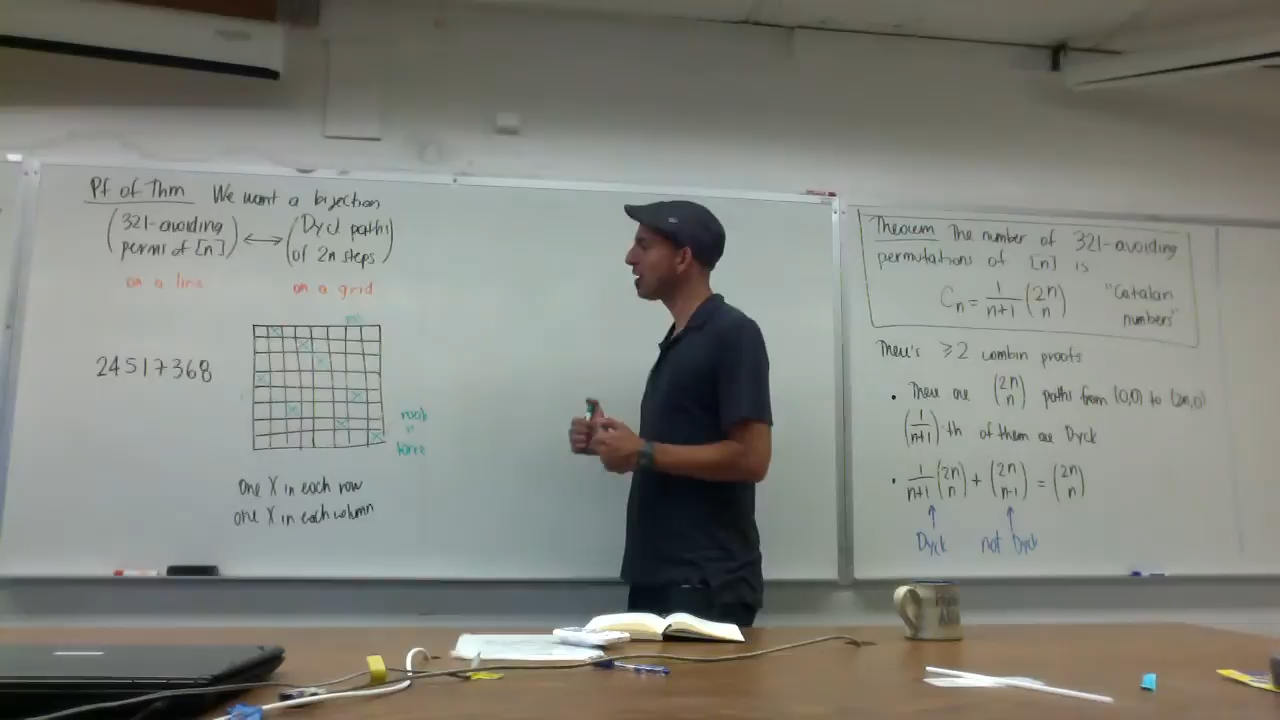 Pf of Thm We want a bijection
(321-avoiding perms of [n]) ⟷ (Dyck paths of 2n steps)
on a line on a grid
24517368
rook
=
torre
one X in each row
one X in each column
Theorem The number of 321-avoiding
permutations of [n] is
Cₙ = 1/(n+1) (2n n) "Catalan numbers"
There's ≥2 combin proofs
• There are (2n n) paths from (0,0) to (2n,0)
(1/(n+1))-th of them are Dyck
• 1/(n+1) (2n n) + (2n n-1) = (2n n)
↑ ↑
Dyck not Dyck